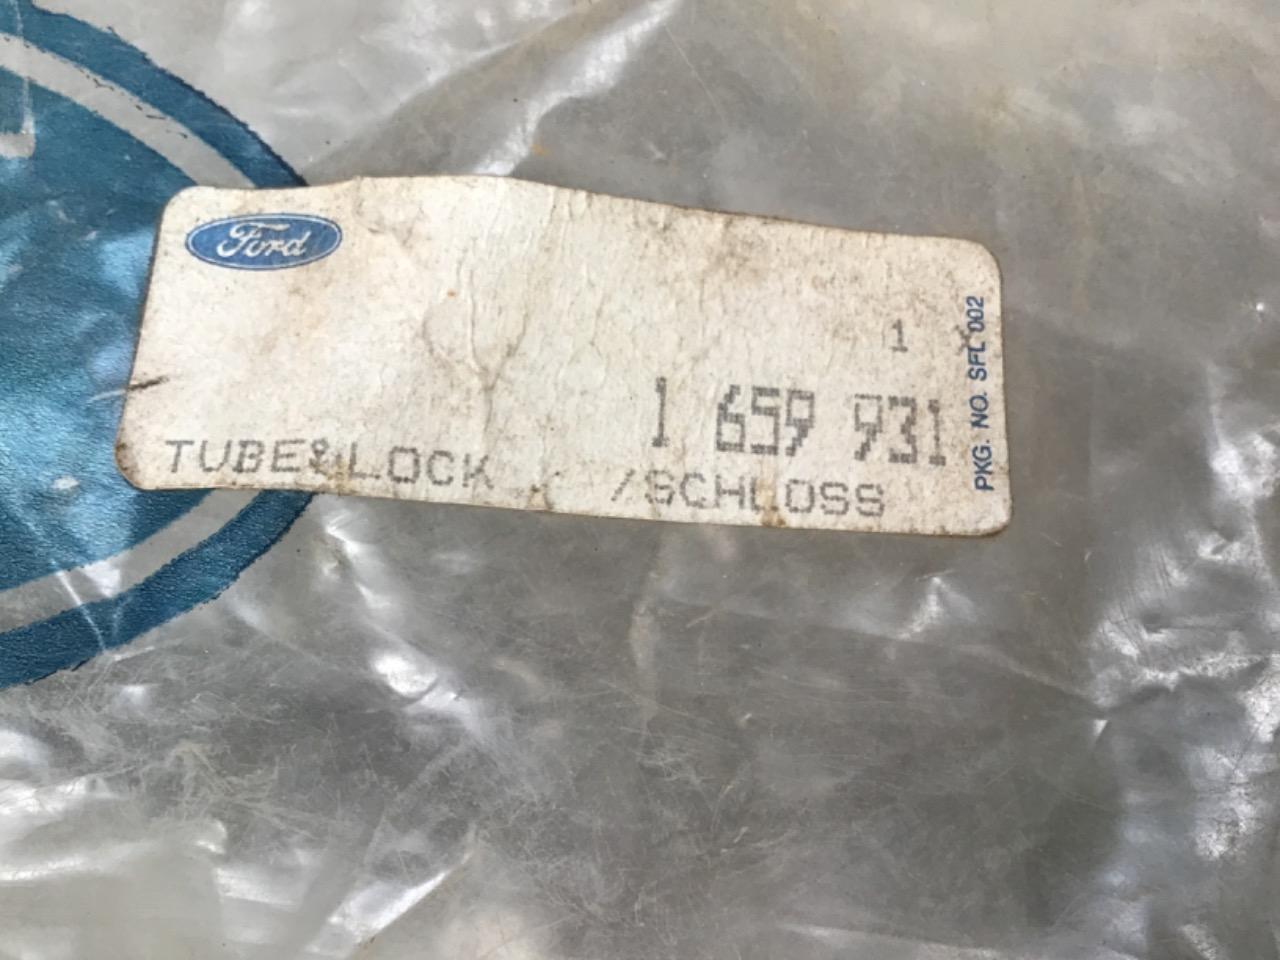 Ford
1 X
1 659 931
TUBE& LOCK /SCHLOSS
PKG. NO. SFL 002